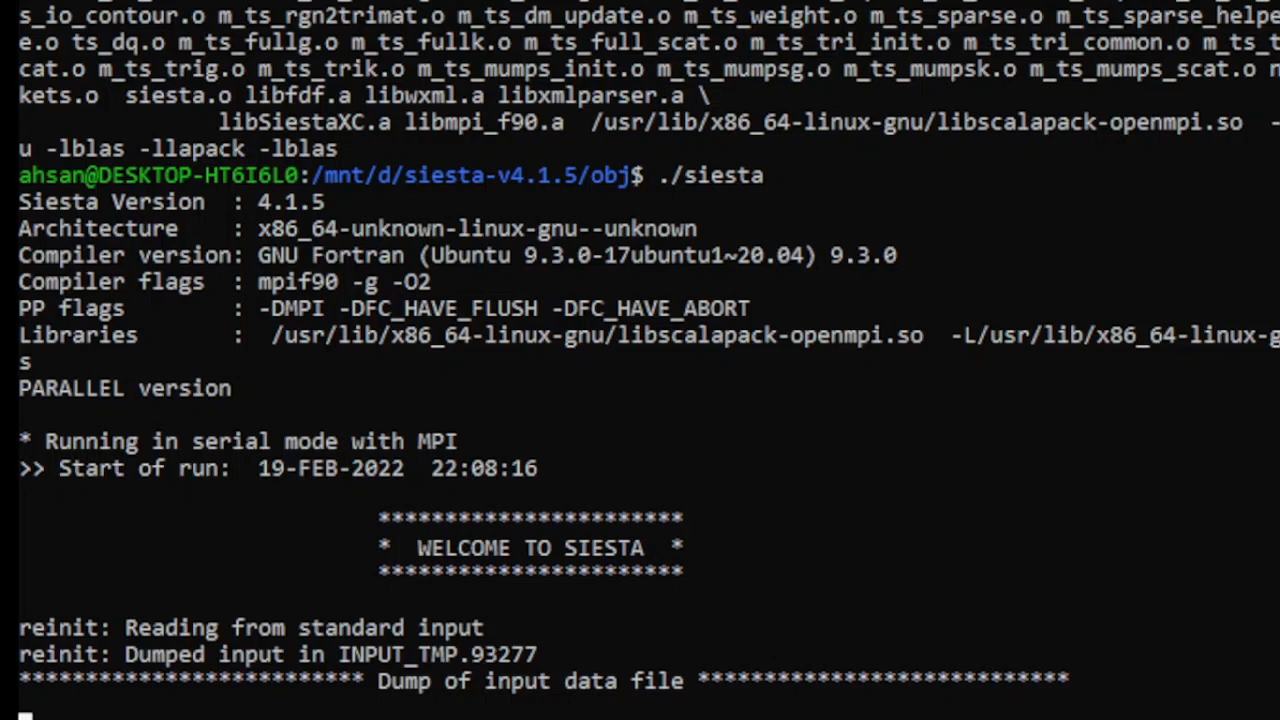 s_io_contour.o m_ts_rgn2trimat.o m_ts_dm_update.o m_ts_weight.o m_ts_sparse.o m_ts_sparse_helpe
e.o ts_dq.o m_ts_fullg.o m_ts_fullk.o m_ts_full_scat.o m_ts_tri_init.o m_ts_tri_common.o m_ts_t
cat.o m_ts_trig.o m_ts_trik.o m_ts_mumps_init.o m_ts_mumpsg.o m_ts_mumpsk.o m_ts_mumps_scat.o
kets.o  siesta.o libfdf.a libwxml.a libxmlparser.a \
libSiestaXC.a libmpi_f90.a  /usr/lib/x86_64-linux-gnu/libscalapack-openmpi.so  -
u -lblas -llapack -lblas
ahsan@DESKTOP-HT6I6L0:/mnt/d/siesta-v4.1.5/obj$ ./siesta
Siesta Version  : 4.1.5
Architecture    : x86_64-unknown-linux-gnu--unknown
Compiler version: GNU Fortran (Ubuntu 9.3.0-17ubuntu1~20.04) 9.3.0
Compiler flags  : mpif90 -g -O2
PP flags        : -DMPI -DFC_HAVE_FLUSH -DFC_HAVE_ABORT
Libraries       :  /usr/lib/x86_64-linux-gnu/libscalapack-openmpi.so  -L/usr/lib/x86_64-linux-g
s
PARALLEL version
* Running in serial mode with MPI
>> Start of run:  19-FEB-2022  22:08:16
***********************
*  WELCOME TO SIESTA  *
***********************
reinit: Reading from standard input
reinit: Dumped input in INPUT_TMP.93277
************************** Dump of input data file ****************************